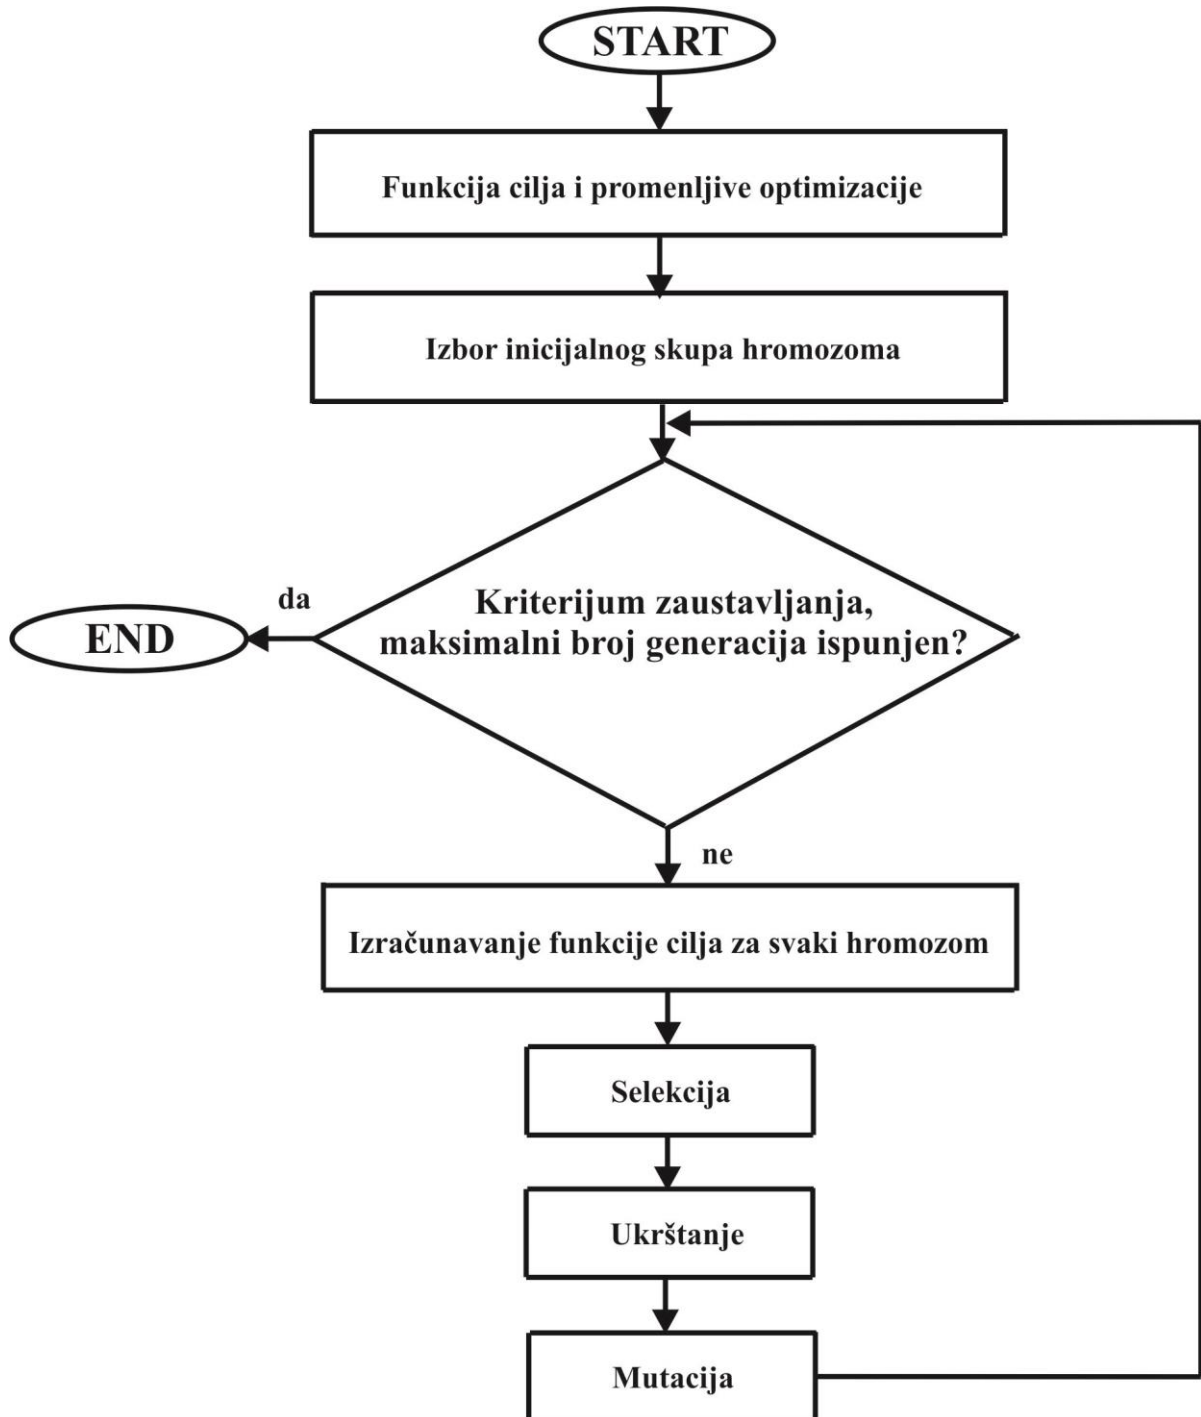 START
Funkcija cilja i promenljive optimizacije
Izbor inicijalnog skupa hromozoma
Kriterijum zaustavljanja,
maksimalni broj generacija ispunjen?
da
END
ne
Izračunavanje funkcije cilja za svaki hromozom
Selekcija
Ukrštanje
Mutacija